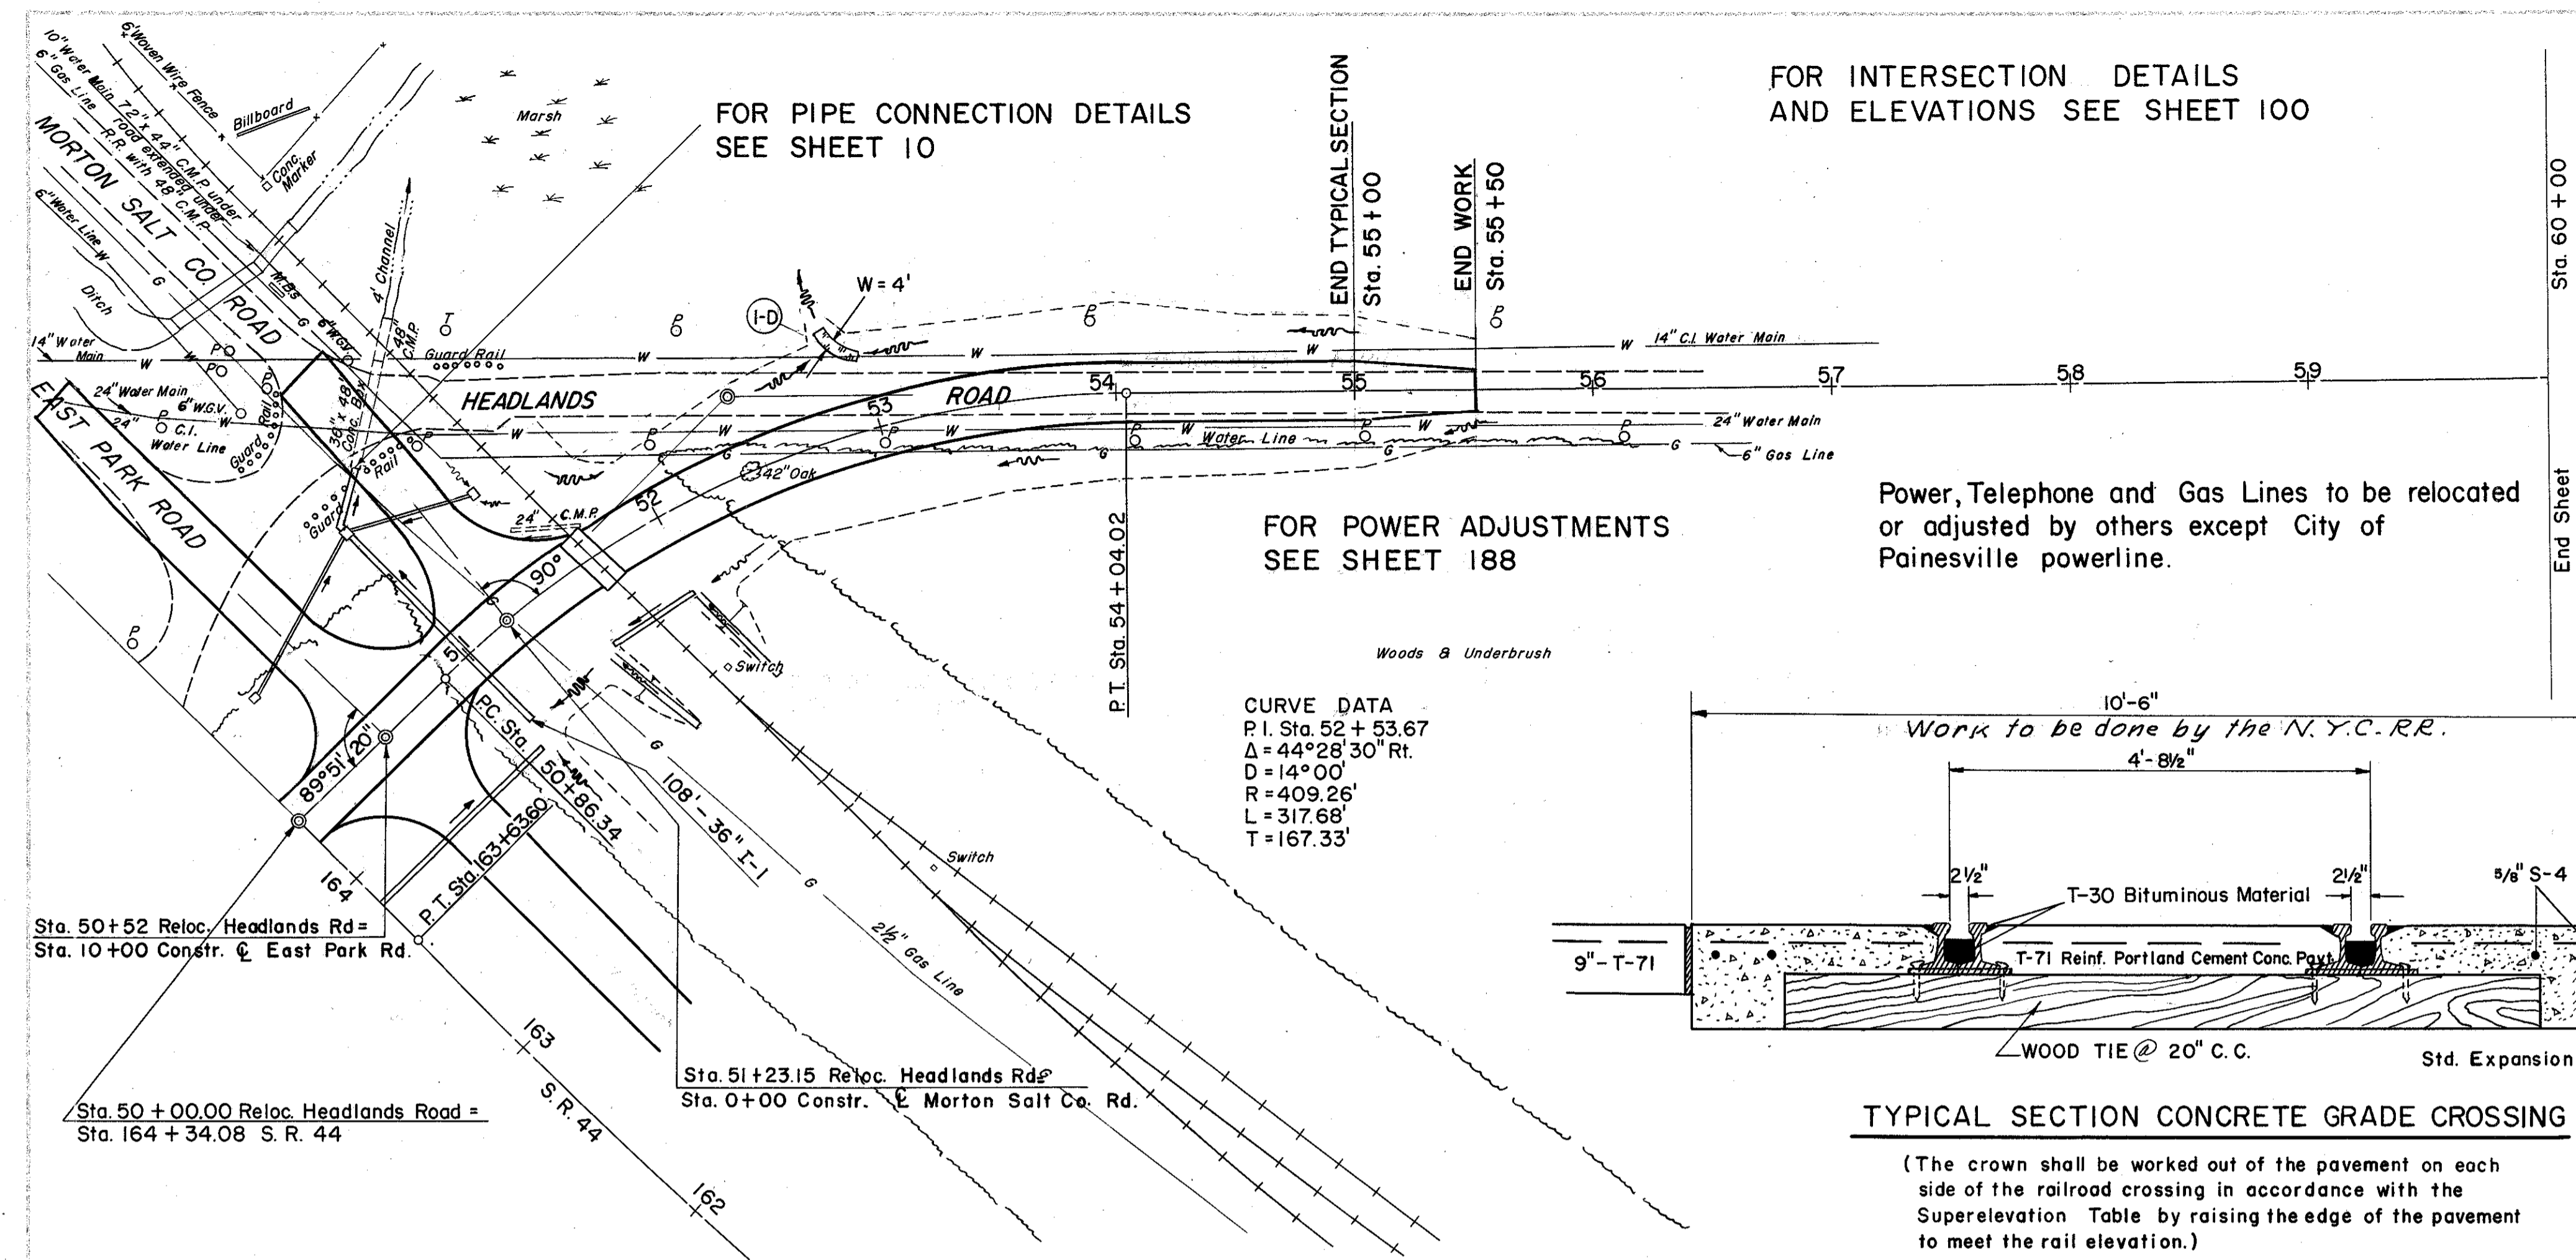 6' Woven Wire Fence
10" Water Main 72" x 44" C.M.P. under
6" Gas Line road extended under
R.R. with 48" C.M.P.
Billboard
Conc.
Marker
Marsh
MORTON SALT CO. ROAD
6" Water Line W
G
Ditch
M.B's
G
6" W.G.V.
4' Channel
48"
C.M.P.
FOR PIPE CONNECTION DETAILS
SEE SHEET 10
FOR INTERSECTION DETAILS
AND ELEVATIONS SEE SHEET 100
END TYPICAL SECTION
Sta. 55+00
END WORK
Sta. 55+50
Sta. 60+00
End Sheet
W = 4'
1-D
T
P
P
P
14" Water
Main
W
W
P
P
P
Guard Rail
W
W
W
W
14" C.I. Water Main
EAST PARK ROAD
24" Water Main
6" W.G.V.
24"
P
C.I.
Water Line
W
Guard Rail
38" x 48"
Conc. Box
HEADLANDS
ROAD
53
54
55
56
57
58
59
P
W
P
W
P
W
P
W
P
W
P
Water Line
24" Water Main
G
G
G
G
6" Gas Line
Guard
Rail
42" Oak
52
24"
C.M.P.
90°
G
P
FOR POWER ADJUSTMENTS
SEE SHEET 188
Power, Telephone and Gas Lines to be relocated
or adjusted by others except City of
Painesville powerline.
P.T. Sta. 54+04.02
Woods & Underbrush
Switch
51
P.C. Sta.
50+86.34
89°51' 20"
G
108' - 36" I-1
P.T. Sta. 163+63.60
G
2½" Gas Line
Switch
CURVE DATA
P.I. Sta. 52 + 53.67
Δ = 44°28'30" Rt.
D = 14°00'
R = 409.26'
L = 317.68'
T = 167.33'
10'-6"
Work to be done by the N.Y.C.-RR.
4'-8½"
2½"
2½"
5/8" S-4
T-30 Bituminous Material
9"-T-71
T-71 Reinf. Portland Cement Conc. Pavt.
WOOD TIE @ 20" C.C.
Std. Expansion
164
Sta. 50+52 Reloc. Headlands Rd=
Sta. 10+00 Constr. ℄ East Park Rd.
163
Sta. 51+23.15 Reloc. Headlands Rd=
Sta. 0+00 Constr. ℄ Morton Salt Co. Rd.
Sta. 50+00.00 Reloc. Headlands Road =
Sta. 164+34.08 S. R. 44
S. R. 44
162
TYPICAL SECTION CONCRETE GRADE CROSSING
(The crown shall be worked out of the pavement on each
side of the railroad crossing in accordance with the
Superelevation Table by raising the edge of the pavement
to meet the rail elevation.)